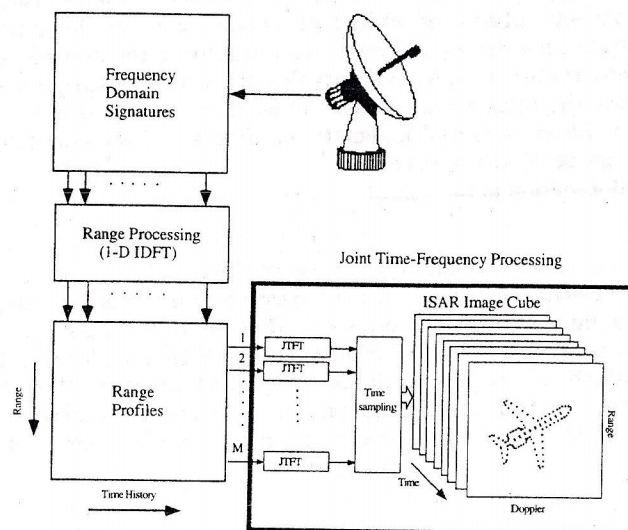 Frequency
Domain
Signatures
Range Processing
(1-D IDFT)
Joint Time-Frequency Processing
ISAR Image Cube
Range
Profiles
1
2
M
JTFT
JTFT
JTFT
Time
sampling
Range
Time
Doppler
Range
Time History